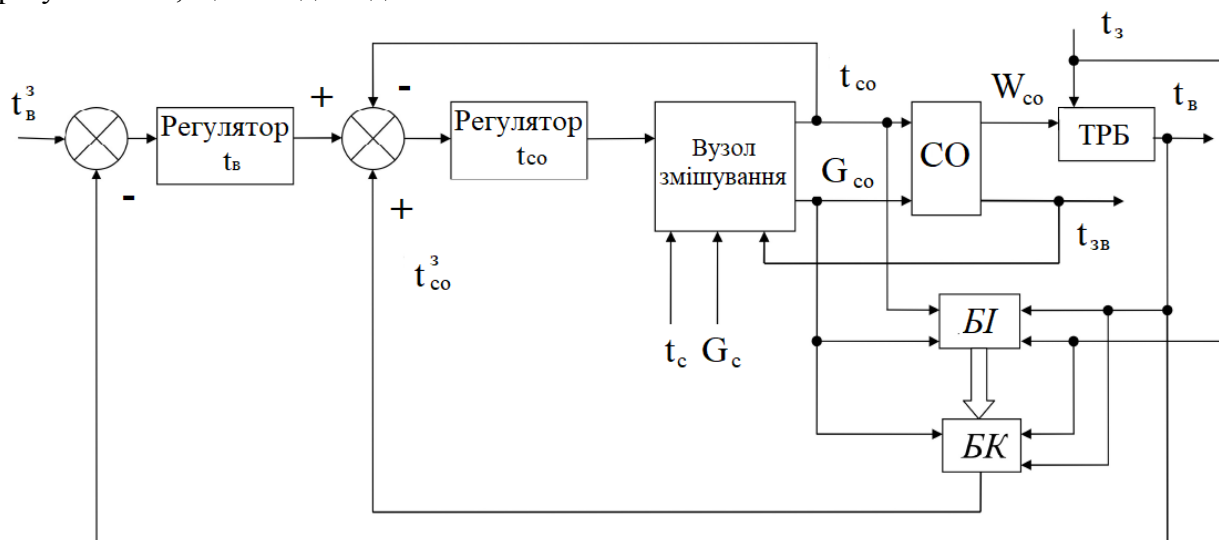 t з
t со
W со
t в
t з в
+
-
Регулятор
t в
Регулятор
t со
Вузол
змішування
G со
СО
ТРБ
-
+
t з со
t зв
БІ
t с G с
БК